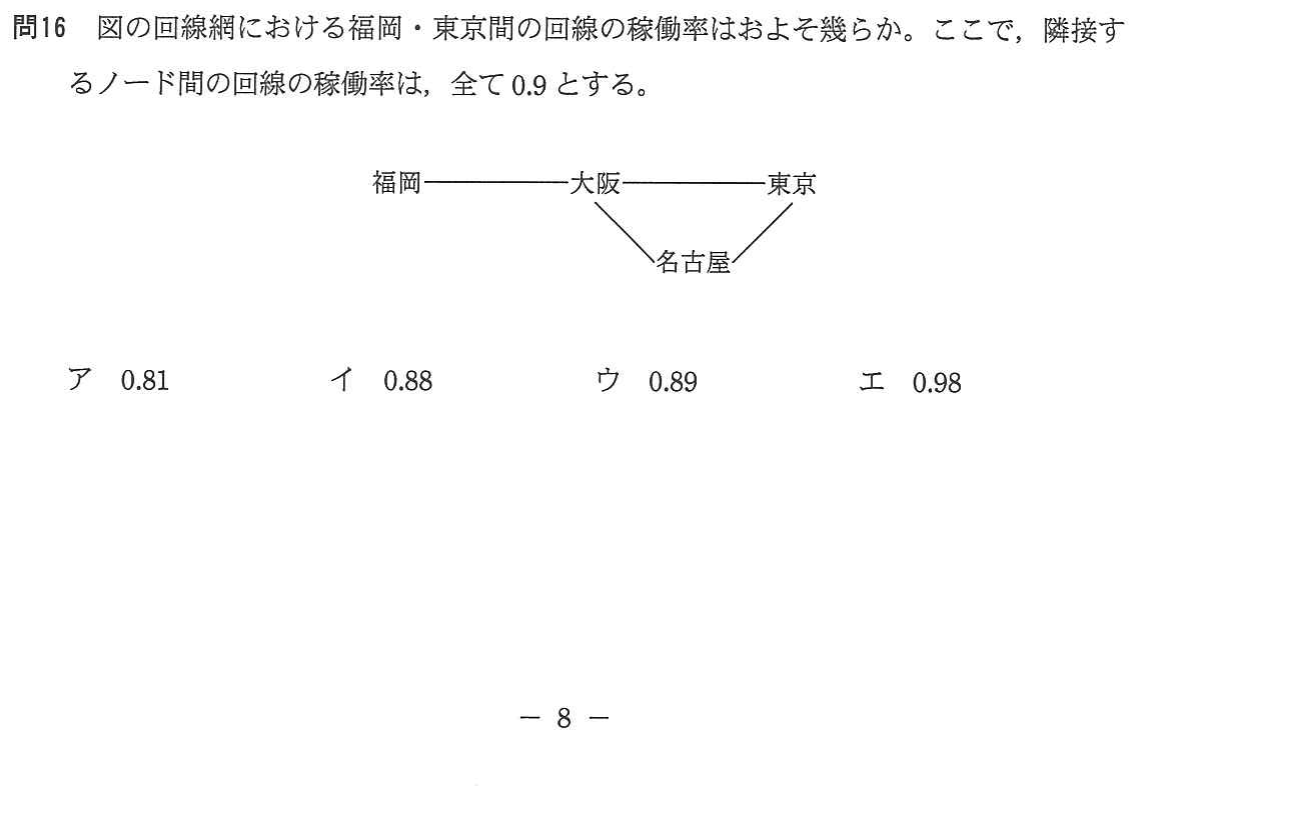 問16 図の回線網における福岡・東京間の回線の稼働率はおよそ幾らか。ここで，隣接す
るノード間の回線の稼働率は，全て 0.9 とする。
福岡 大阪 東京
名古屋
ア 0.81 イ 0.88 ウ 0.89 エ 0.98
－ 8 －